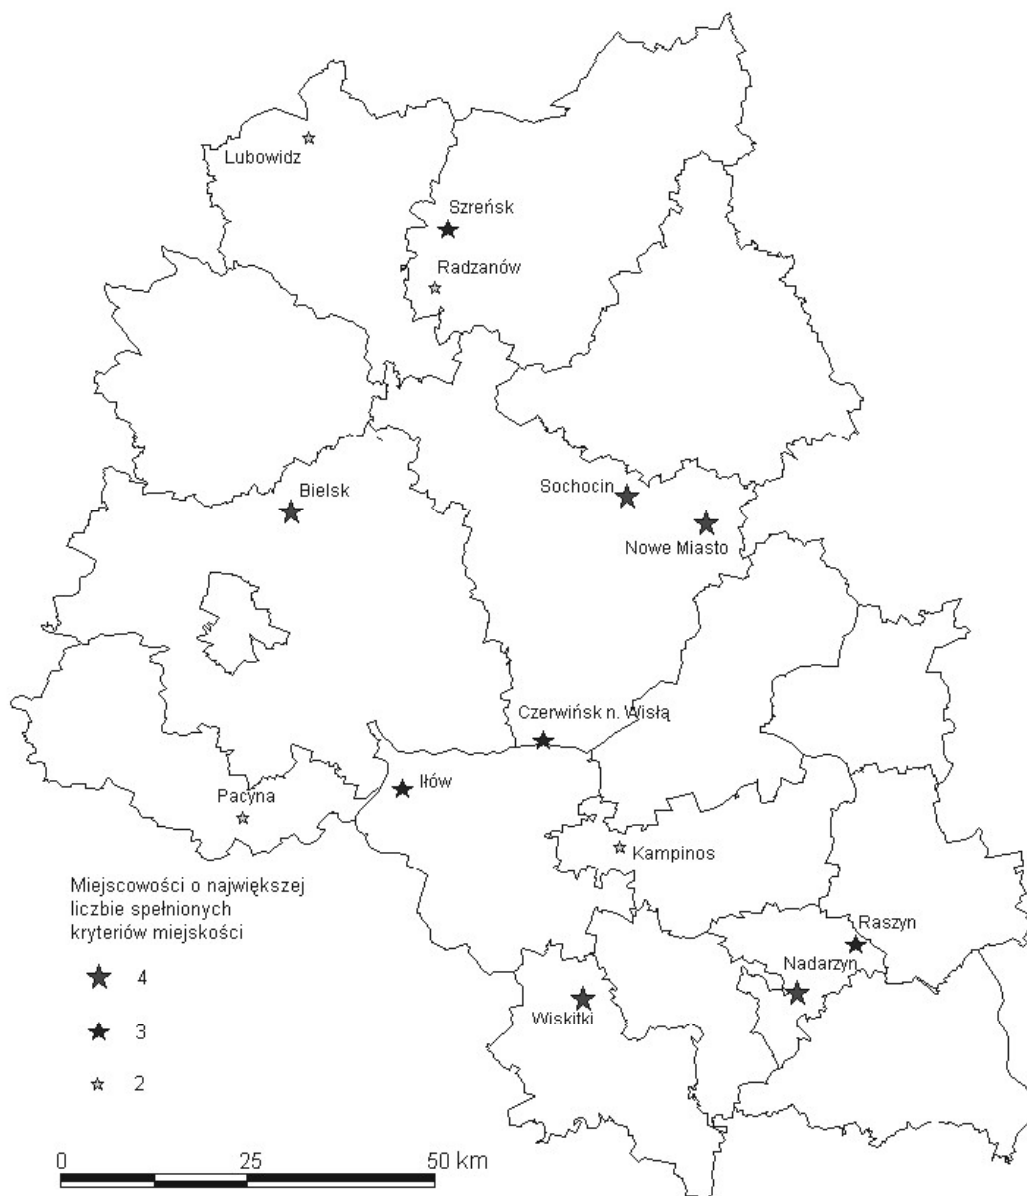 Lubowidz
Szreńsk
Radzanów
Bielsk
Sochocin
Nowe Miasto
Czerwińsk n. Wisłą
Iłów
Pacyna
Kampinos
Miejscowości o największej
liczbie spełnionych
kryteriów miejskości
4
3
2
Raszyn
Nadarzyn
Wiskitki
0 25 50 km